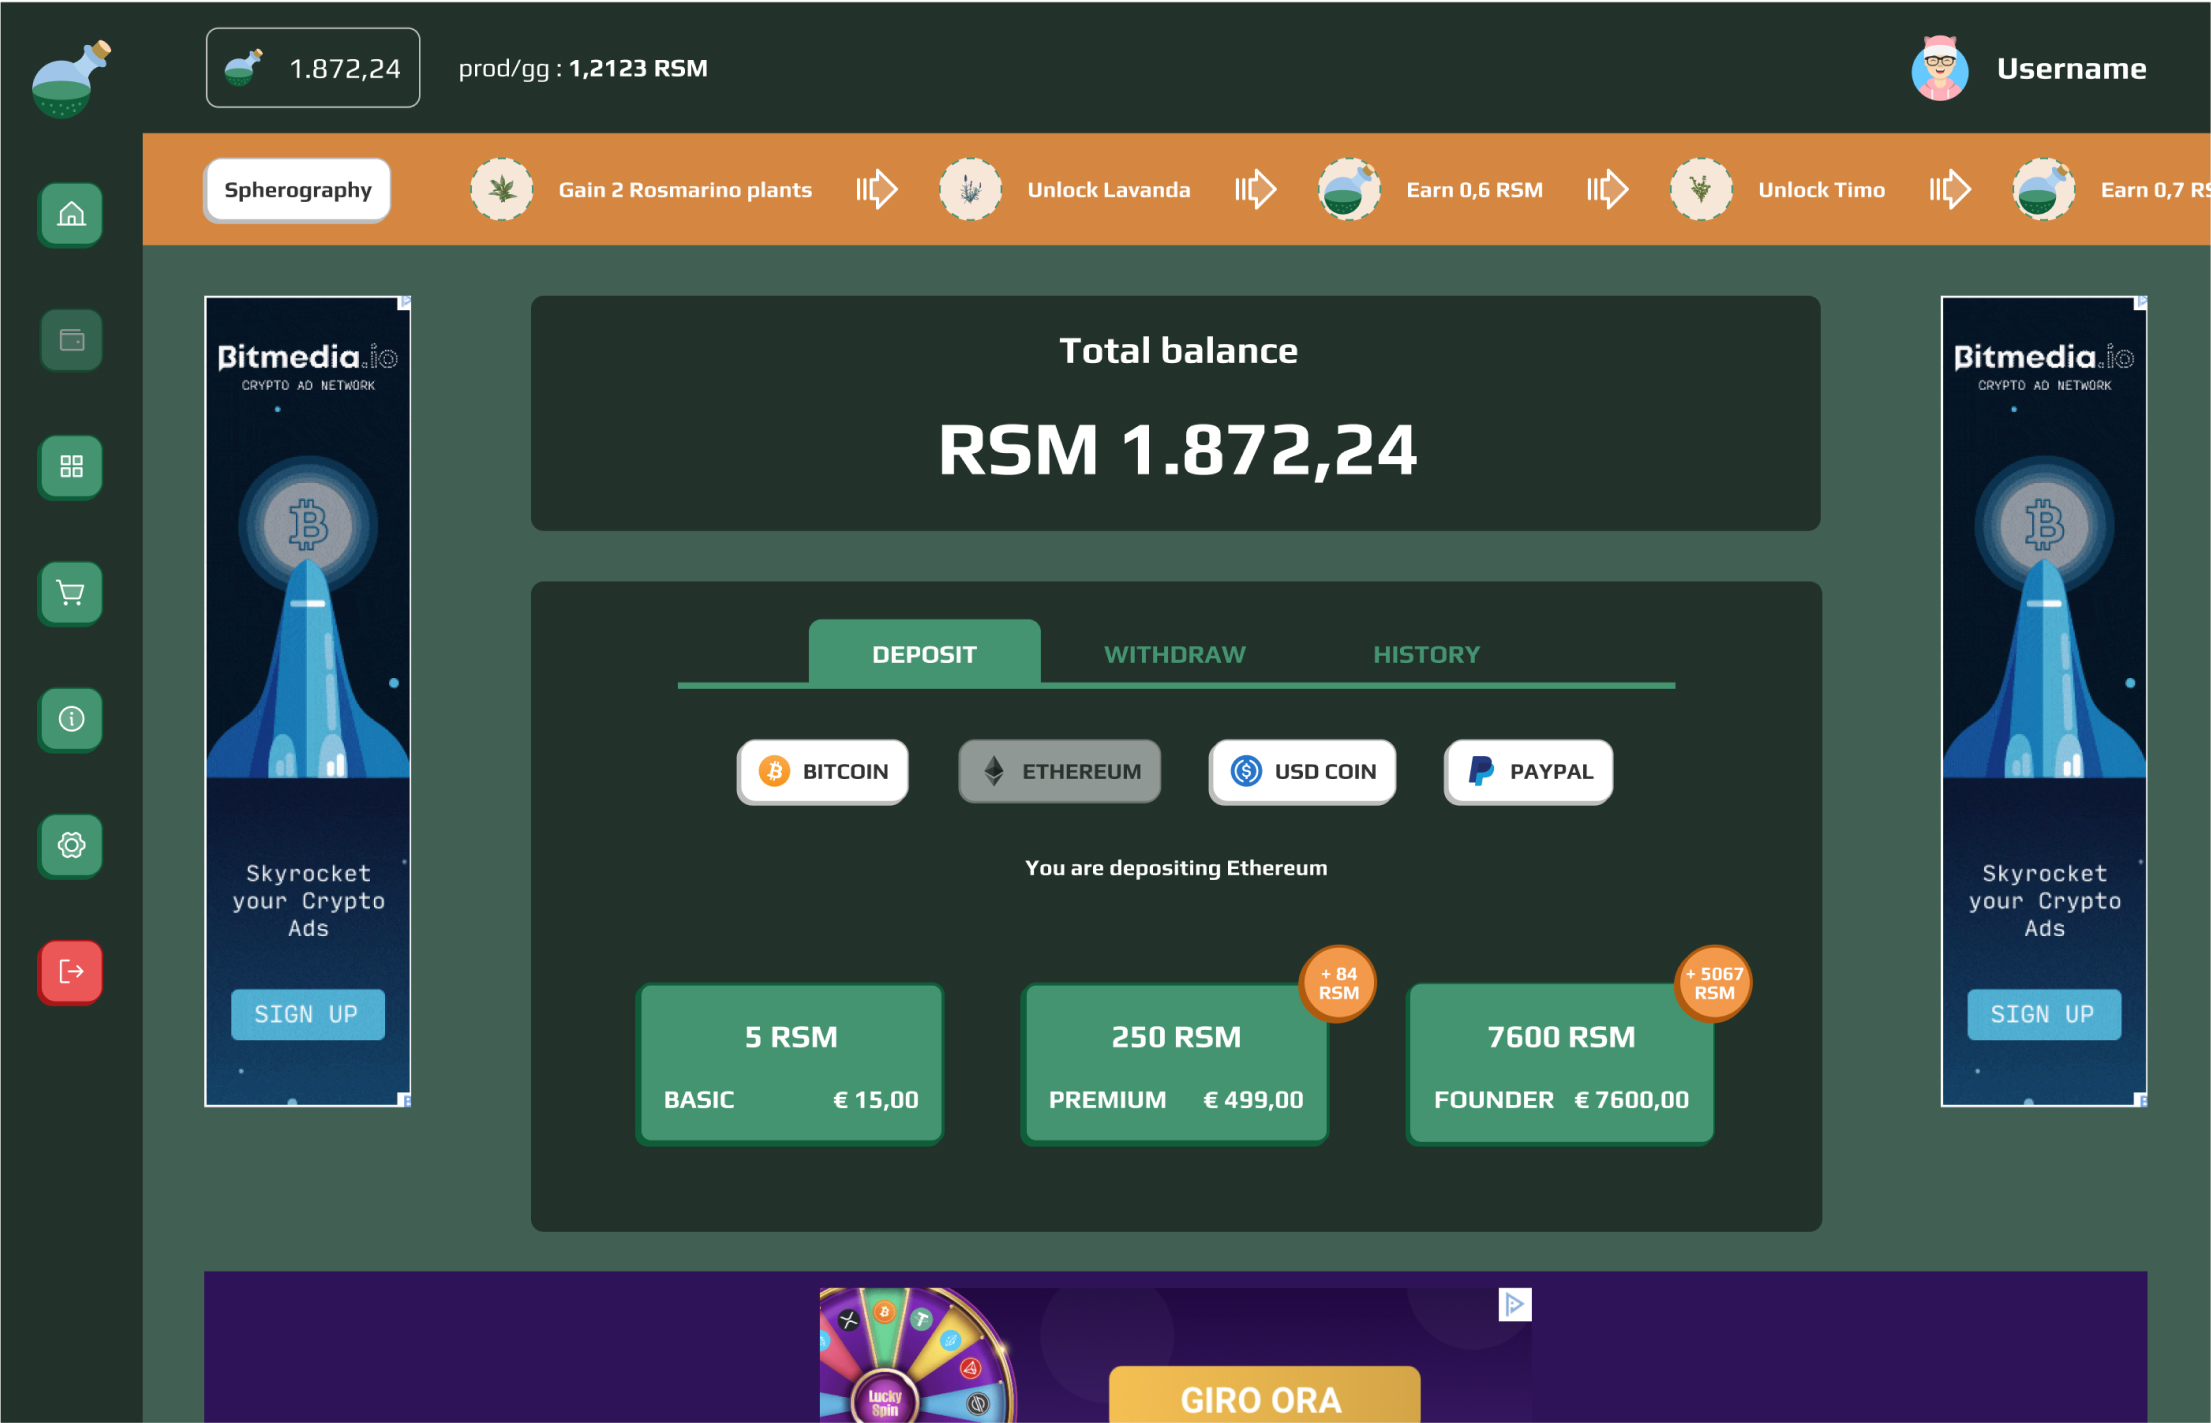 1.872,24
prod/gg : 1,2123 RSM
Username
Spherography
Gain 2 Rosmarino plants
Unlock Lavanda
Earn 0,6 RSM
Unlock Timo
Earn 0,7 RS
Bitmedia.io
CRYPTO AD NETWORK
Skyrocket
your Crypto
Ads
SIGN UP
Total balance
RSM 1.872,24
DEPOSIT
WITHDRAW
HISTORY
BITCOIN
ETHEREUM
USD COIN
PAYPAL
You are depositing Ethereum
5 RSM
BASIC € 15,00
+ 84
RSM
250 RSM
PREMIUM € 499,00
+ 5067
RSM
7600 RSM
FOUNDER € 7600,00
Bitmedia.io
CRYPTO AD NETWORK
Skyrocket
your Crypto
Ads
SIGN UP
Lucky
Spin
GIRO ORA